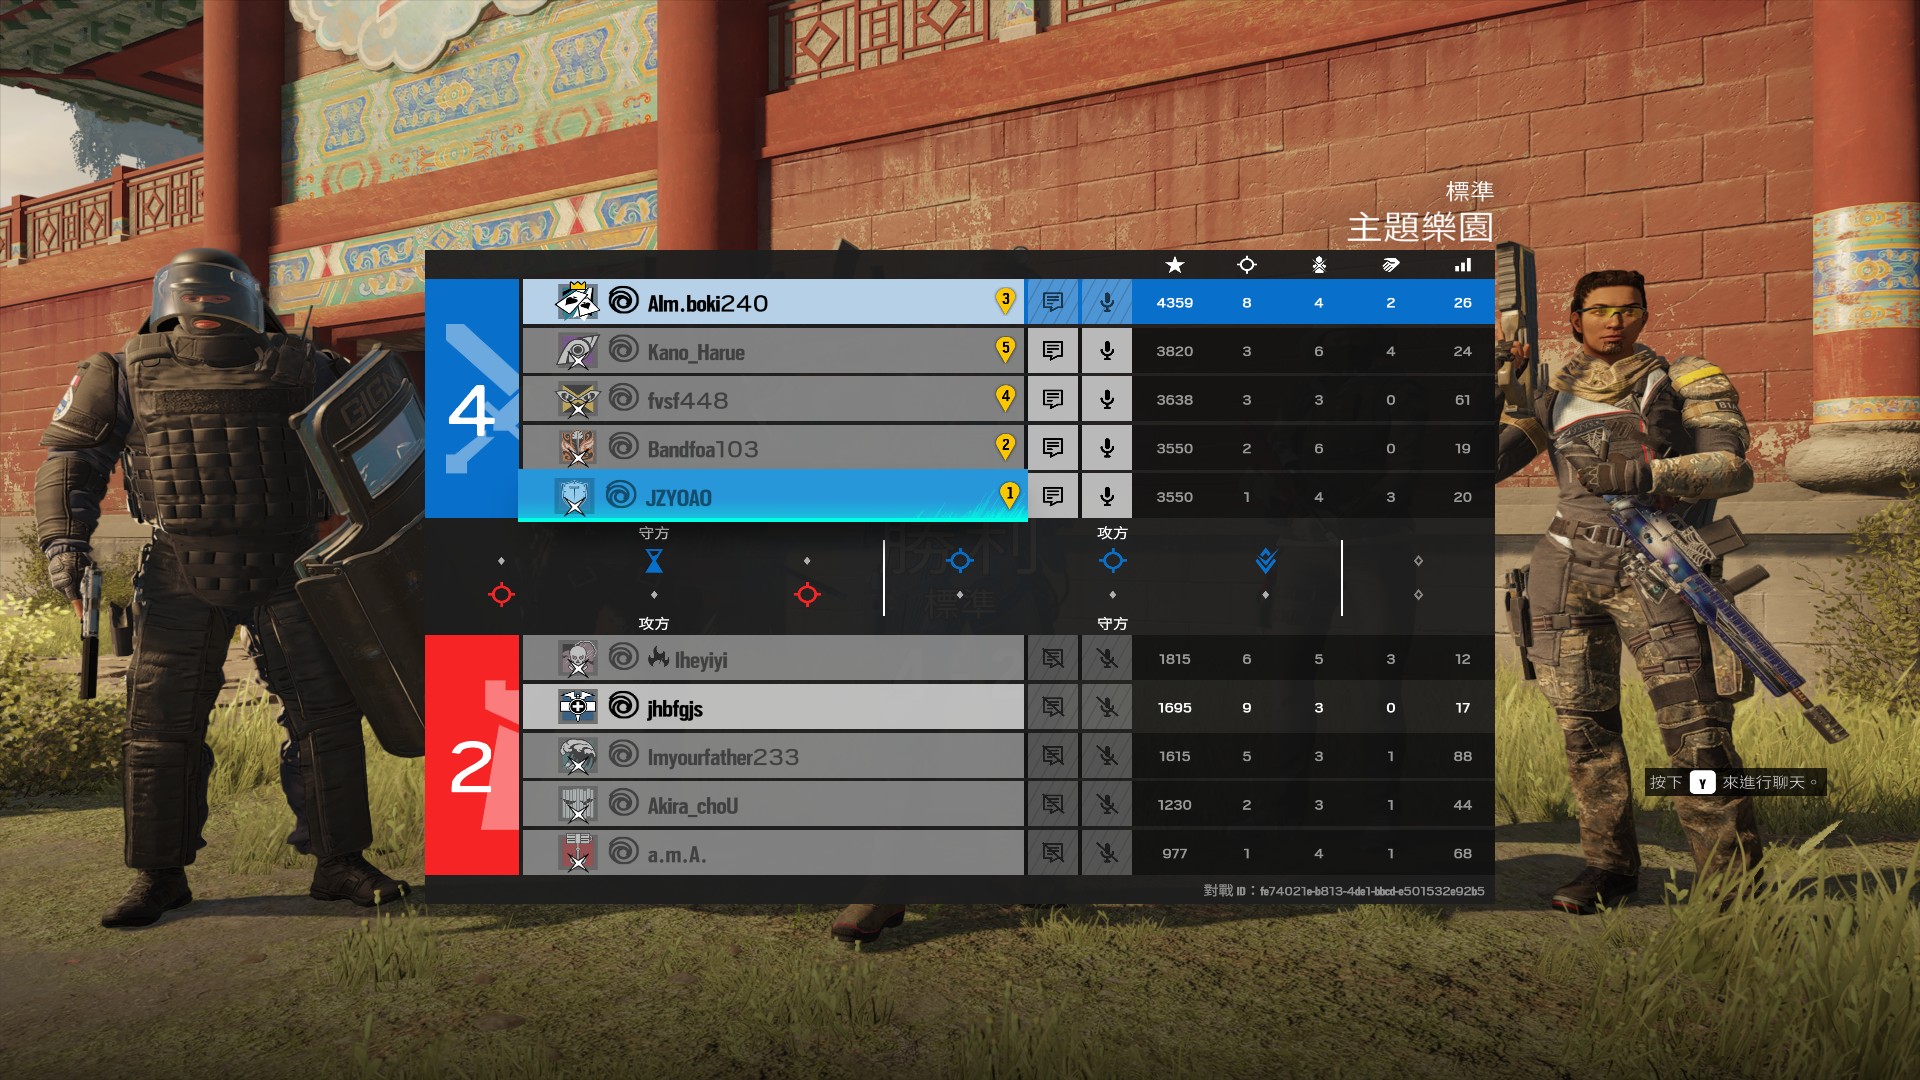 標準
主題樂園
4
Alm.boki240 3 4359 8 4 2 26
Kano_Harue 5 3820 3 6 4 24
fvsf448 4 3638 3 3 0 61
Bandfoa103 2 3550 2 6 0 19
JZYOAO 1 3550 1 4 3 20
守方 攻方
勝利
標準
攻方 守方
2
Iheyiyi 1815 6 5 3 12
jhbfgjs 1695 9 3 0 17
Imyourfather233 1615 5 3 1 88
Akira_choU 1230 2 3 1 44
a.m.A. 977 1 4 1 68
對戰 ID：fe74021e-b813-4de1-bbcd-e501532e92b5
按下 Y 來進行聊天。